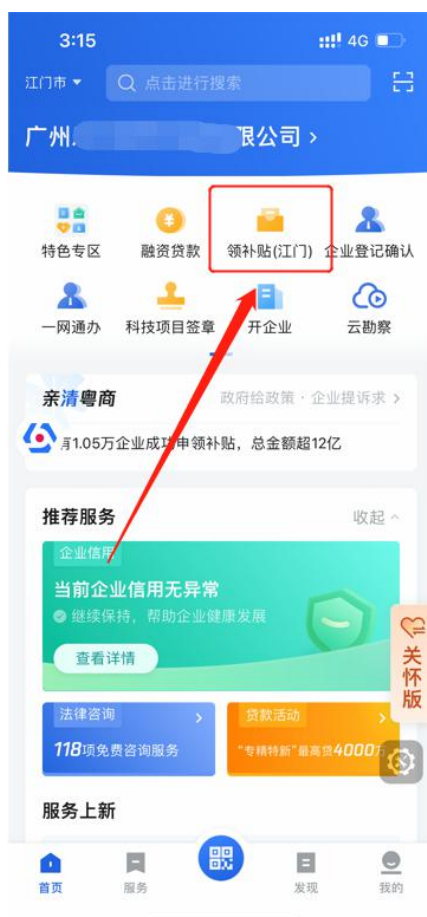 3:15
4G
江门市
点击进行搜索
广州 限公司 >
特色专区
融资贷款
领补贴(江门)
企业登记确认
一网通办
科技项目签章
开企业
云勘察
亲清粤商
政府给政策·企业提诉求 >
有1.05万企业成功申领补贴，总金额超12亿
推荐服务
收起
企业信用
当前企业信用无异常
继续保持，帮助企业健康发展
查看详情
关怀版
法律咨询 >
118项免费咨询服务
贷款活动 >
"专精特新"最高贷4000万
服务上新
首页
服务
发现
我的